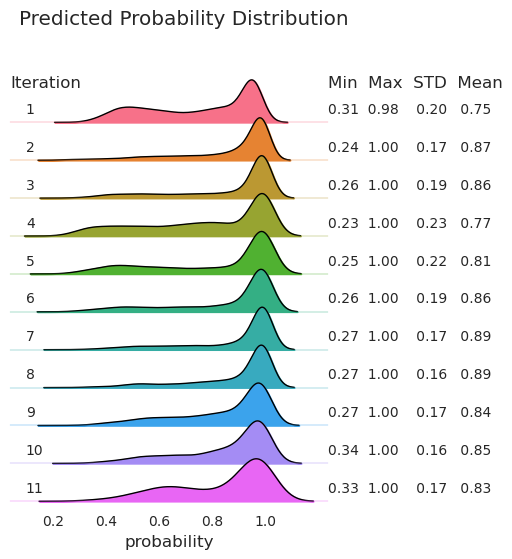 Predicted Probability Distribution
Iteration Min Max STD Mean
1 0.31 0.98 0.20 0.75
2 0.24 1.00 0.17 0.87
3 0.26 1.00 0.19 0.86
4 0.23 1.00 0.23 0.77
5 0.25 1.00 0.22 0.81
6 0.26 1.00 0.19 0.86
7 0.27 1.00 0.17 0.89
8 0.27 1.00 0.16 0.89
9 0.27 1.00 0.17 0.84
10 0.34 1.00 0.16 0.85
11 0.33 1.00 0.17 0.83
0.2 0.4 0.6 0.8 1.0
probability